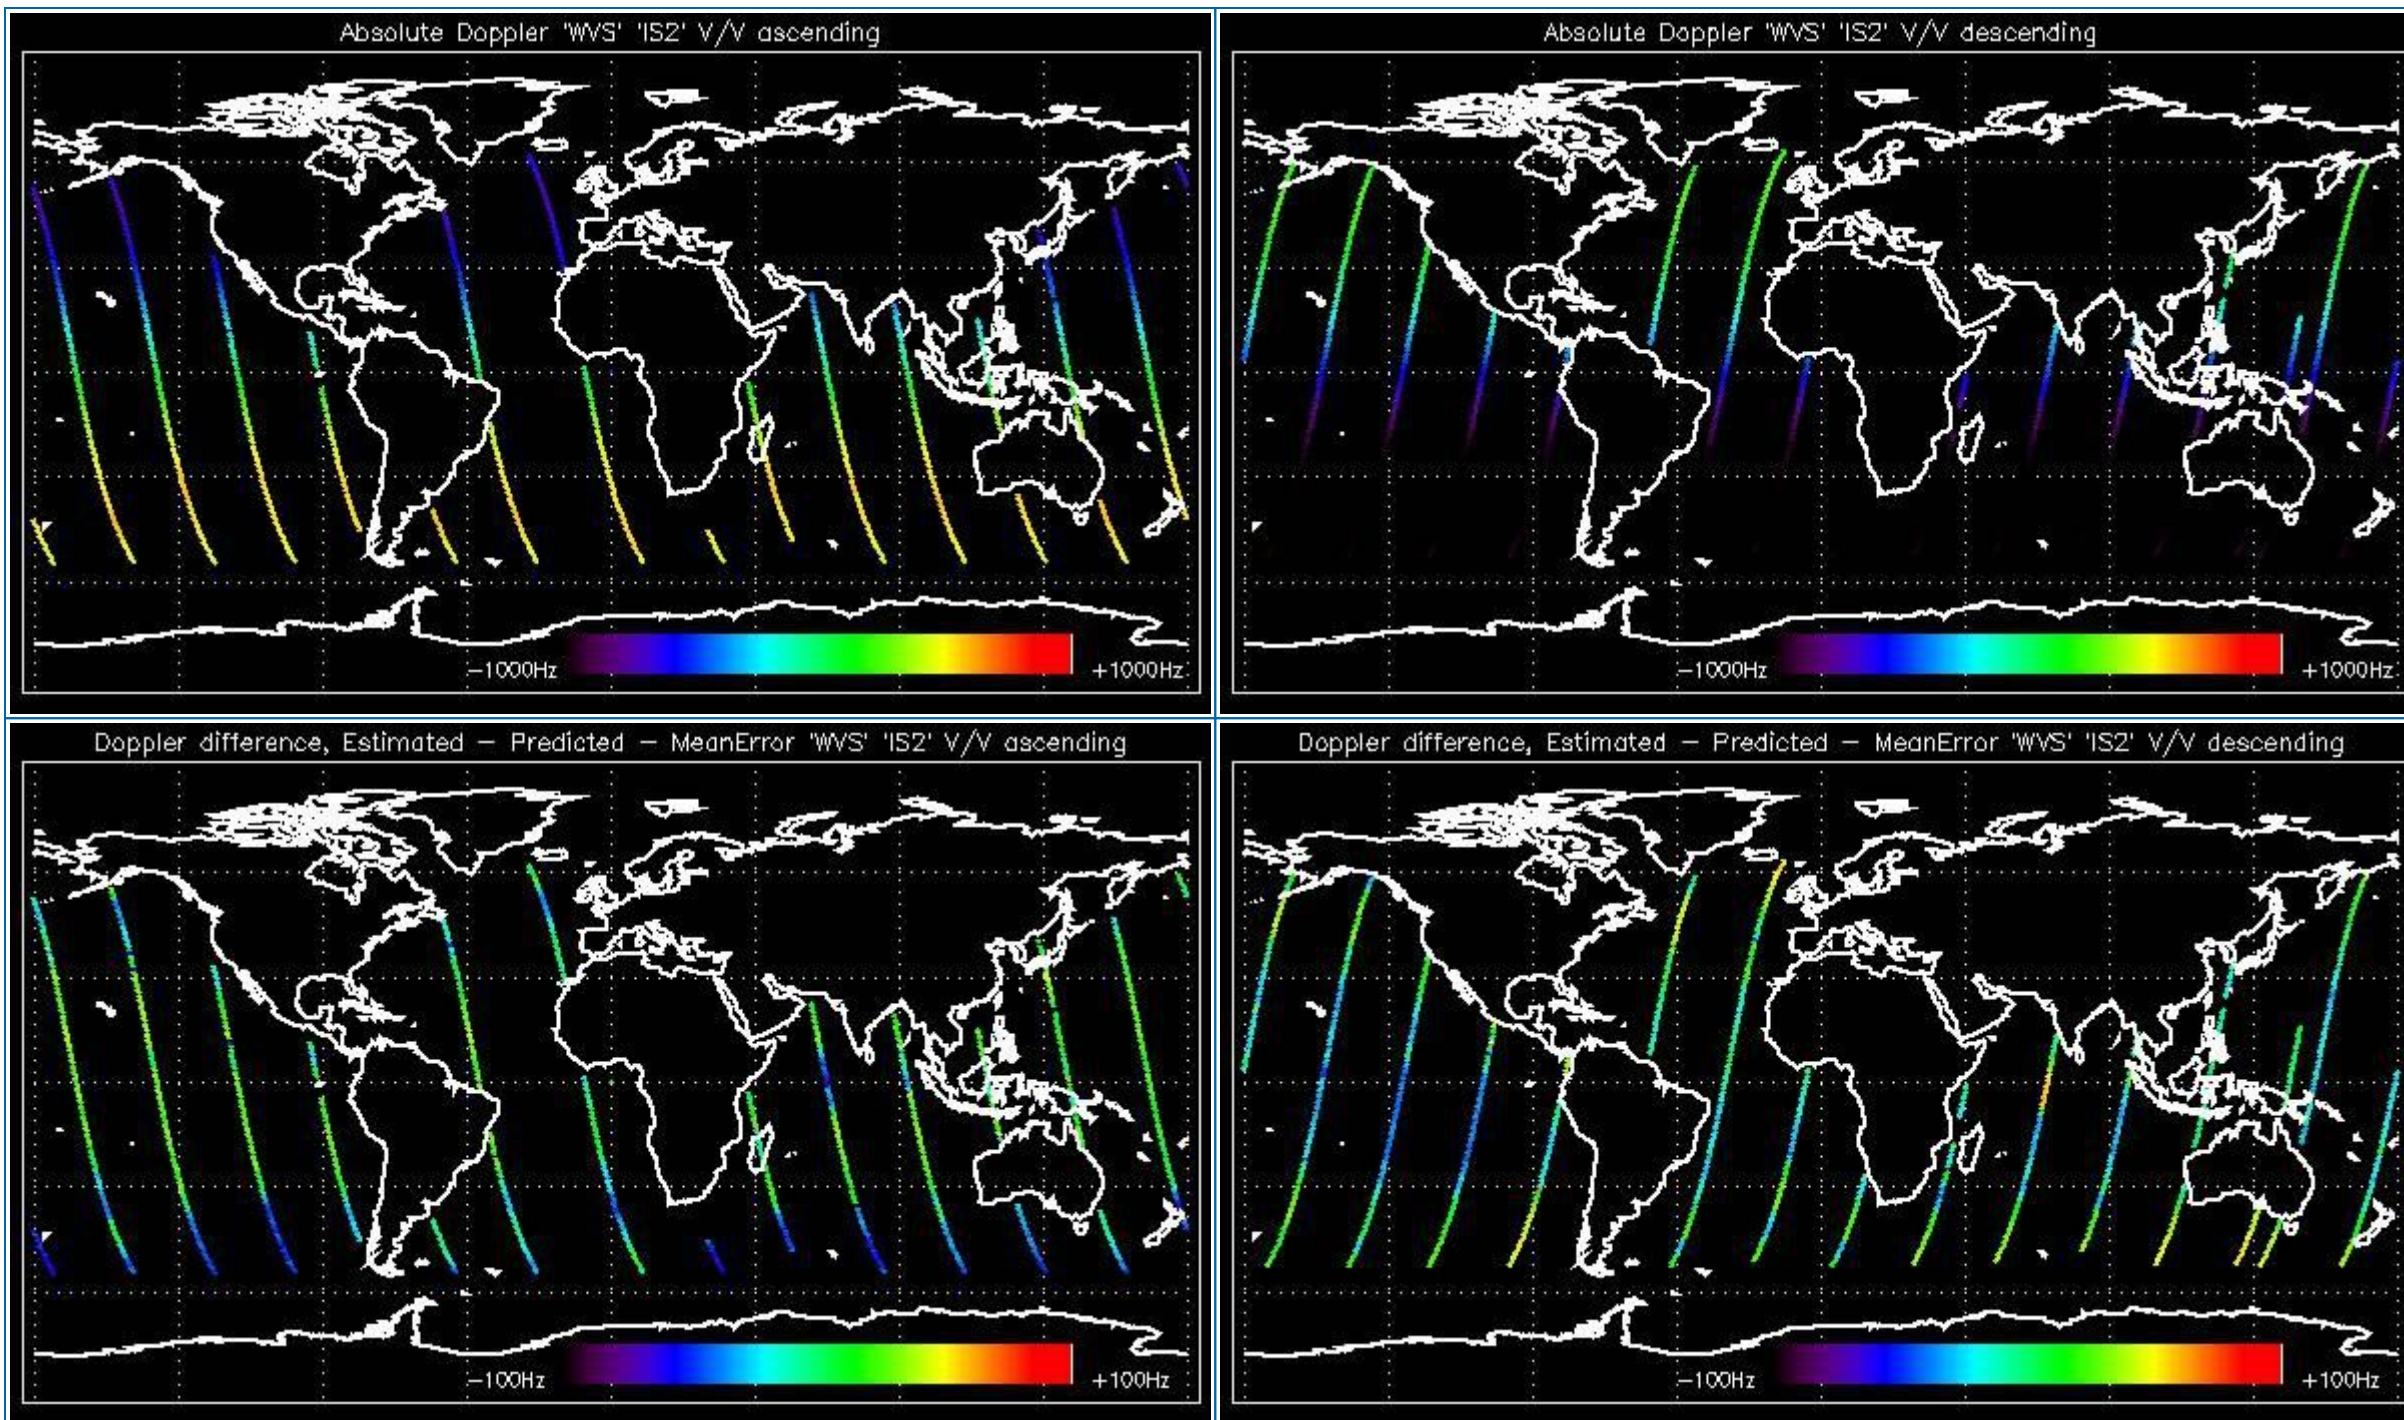 Absolute Doppler 'WVS' 'IS2' V/V ascending
-1000Hz +1000Hz
Absolute Doppler 'WVS' 'IS2' V/V descending
-1000Hz +1000Hz
Doppler difference, Estimated - Predicted - MeanError 'WVS' 'IS2' V/V ascending
-100Hz +100Hz
Doppler difference, Estimated - Predicted - MeanError 'WVS' 'IS2' V/V descending
-100Hz +100Hz